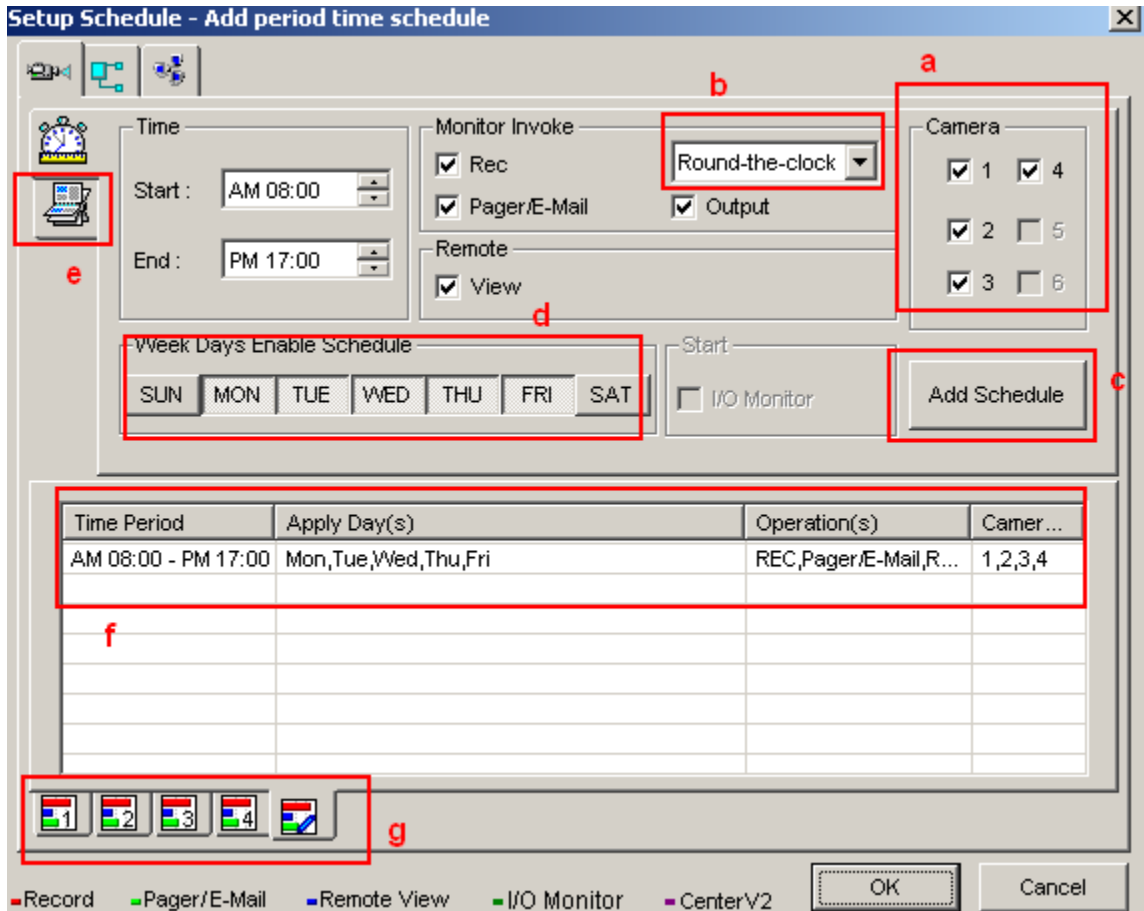 Setup Schedule - Add period time schedule
a
b
Time
Monitor Invoke
Camera
Rec
Round-the-clock
1
4
Start :
AM 08:00
Pager/E-Mail
Output
2
5
e
End :
PM 17:00
Remote
View
3
6
d
Week Days Enable Schedule
Start
c
SUN MON TUE WED THU FRI SAT
I/O Monitor
Add Schedule
Time Period Apply Day(s) Operation(s) Camer...
AM 08:00 - PM 17:00 Mon,Tue,Wed,Thu,Fri REC,Pager/E-Mail,R... 1,2,3,4
f
1 2 3 4
g
OK Cancel
Record Pager/E-Mail Remote View I/O Monitor CenterV2